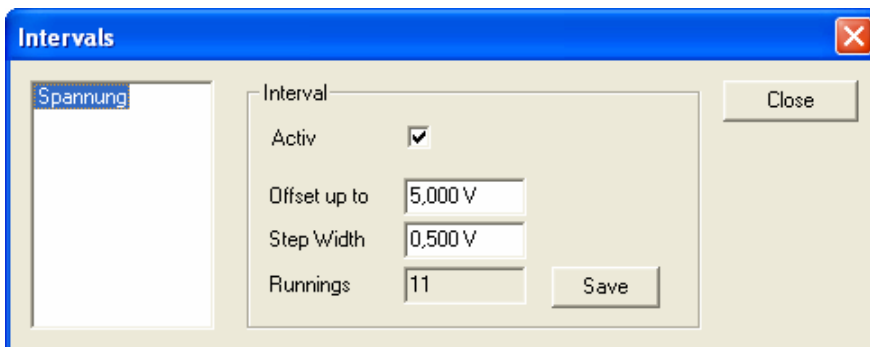 Intervals
Spannung
Interval
Activ
Offset up to 5,000 V
Step Width 0,500 V
Runnings 11
Save
Close